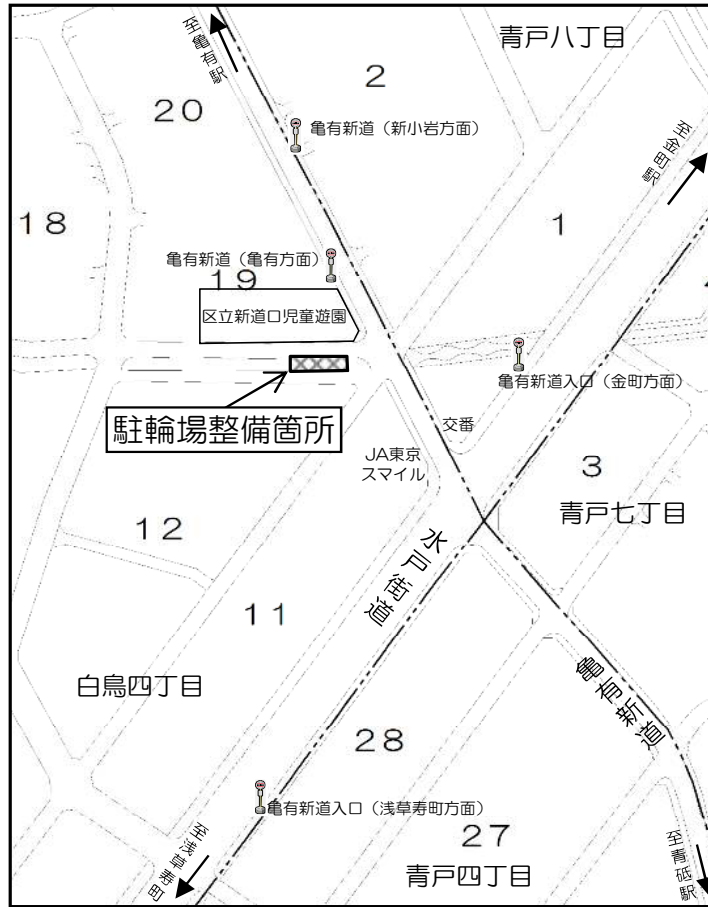 青戸八丁目
至亀有駅
2
20
亀有新道（新小岩方面）
至金町駅
18
1
亀有新道（亀有方面）
19
区立新道口児童遊園
亀有新道入口（金町方面）
駐輪場整備箇所
交番
JA東京
スマイル
3
青戸七丁目
12
水戸街道
11
白鳥四丁目
亀有新道
28
亀有新道入口（浅草寿町方面）
27
至浅草寿町
青戸四丁目
至青砥駅